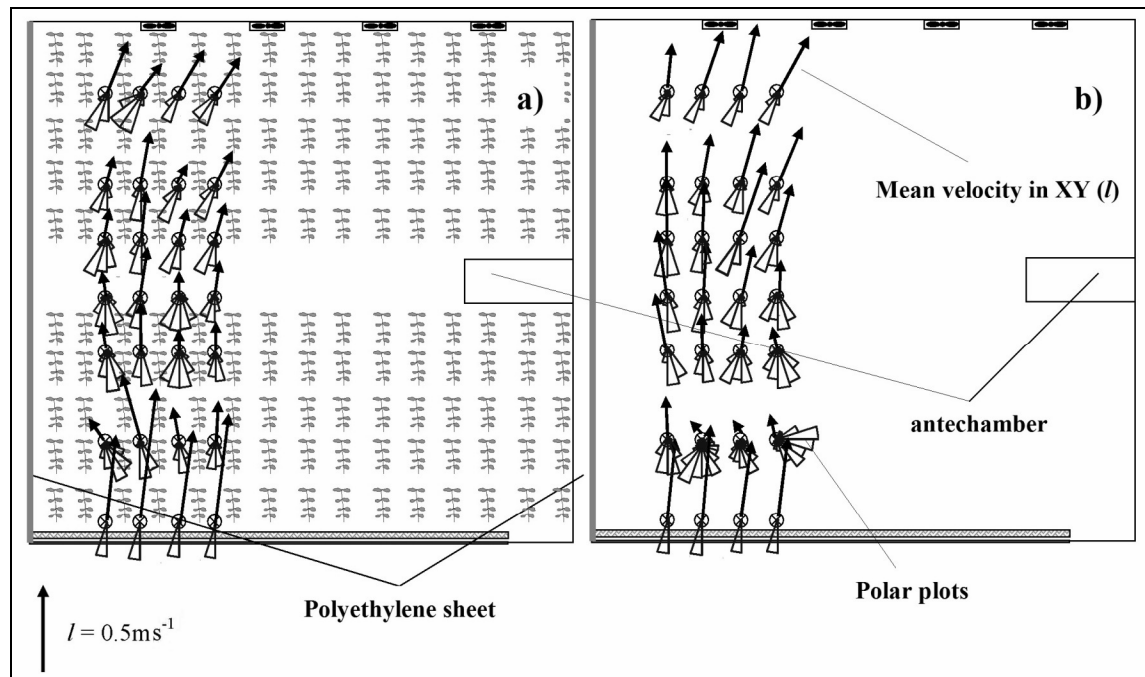 a)
b)
Mean velocity in XY (l)
antechamber
Polar plots
Polyethylene sheet
l = 0.5ms⁻¹